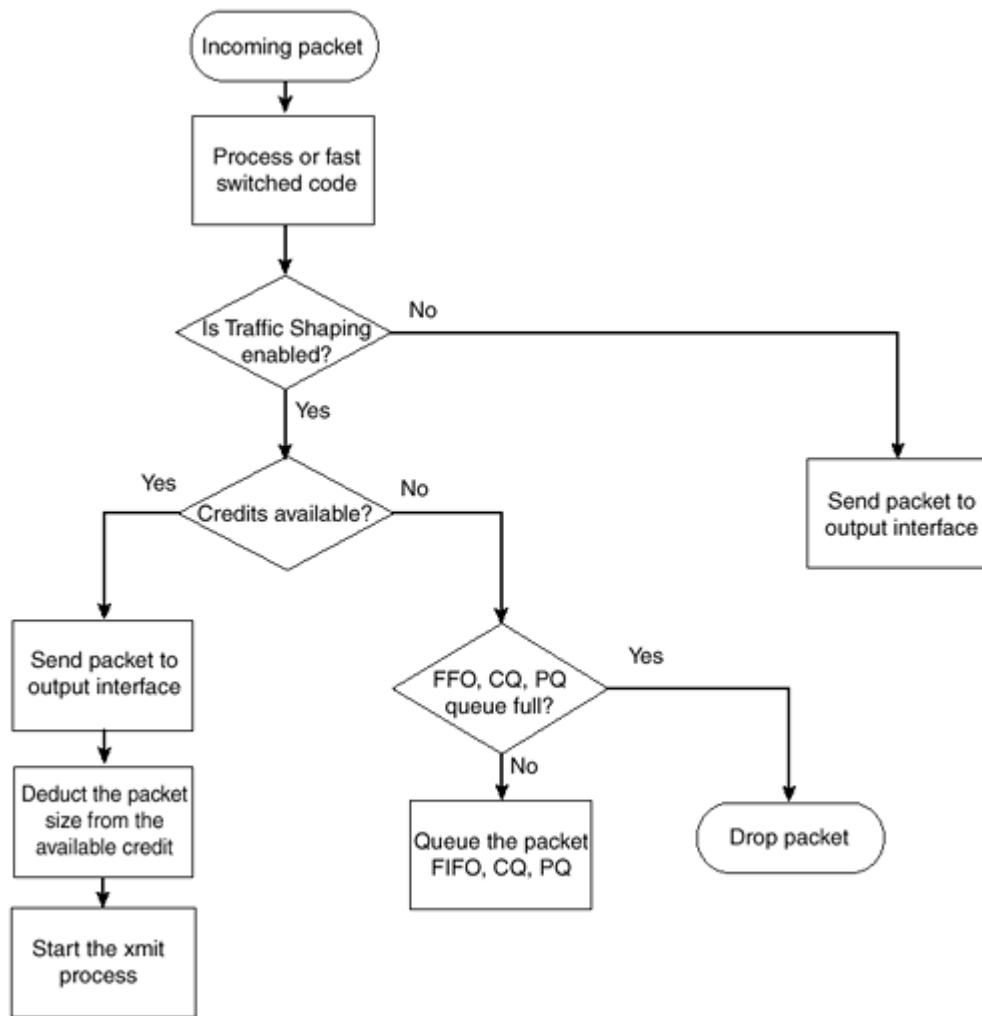 Incoming packet
Process or fast
switched code
Is Traffic Shaping
enabled?
No
Yes
Yes
Credits available?
No
Send packet to
output interface
Send packet to
output interface
FFO, CQ, PQ
queue full?
Yes
No
Deduct the packet
size from the
available credit
Queue the packet
FIFO, CQ, PQ
Drop packet
Start the xmit
process